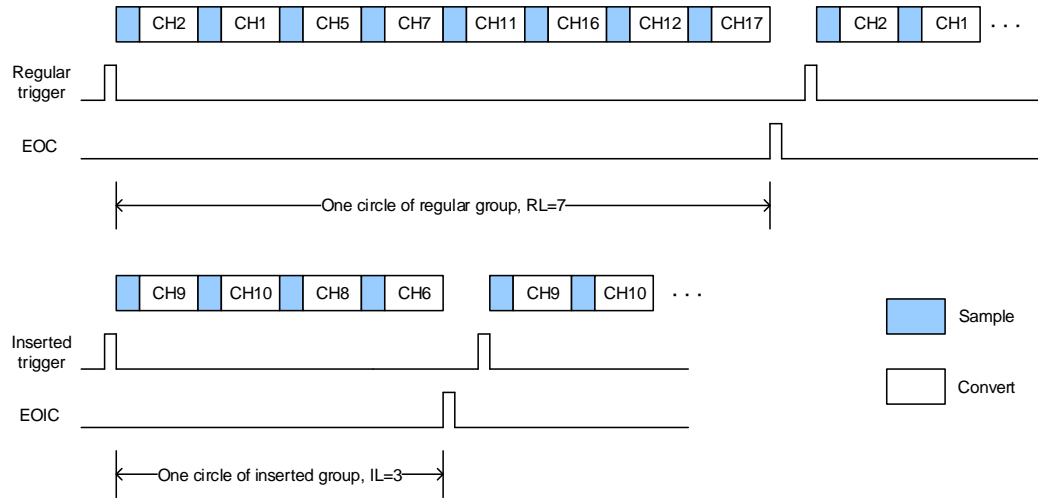 CH2 CH1 CH5 CH7 CH11 CH16 CH12 CH17 CH2 CH1 . . .
Regular
trigger
EOC
One circle of regular group, RL=7
CH9 CH10 CH8 CH6 CH9 CH10 . . .
Sample
Inserted
trigger
Convert
EOIC
One circle of inserted group, IL=3